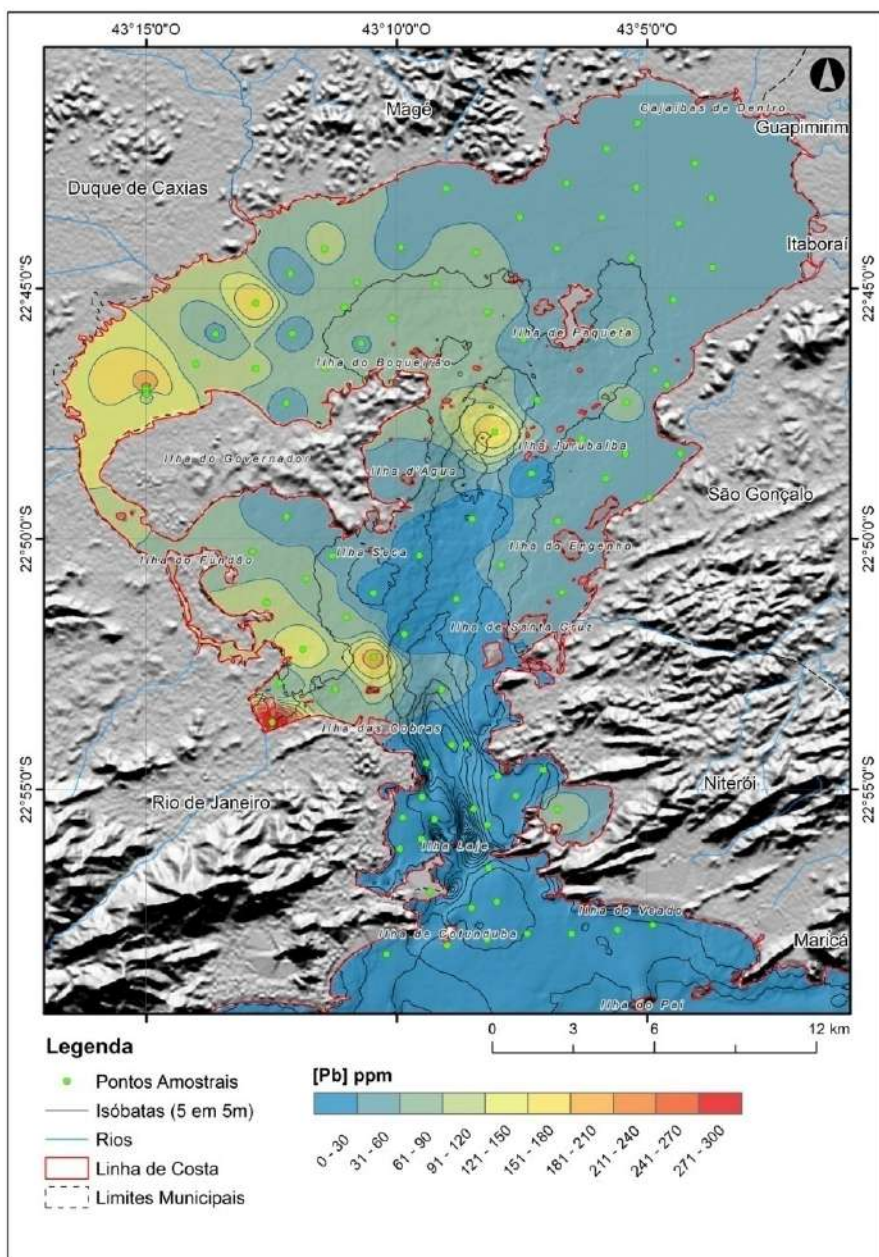 43°15'0"O 43°10'0"O 43°5'0"O
Cajaíbas de Dentro
Magé
Guapimirim
Duque de Caxias
Itaboraí
22°45'0"S 22°45'0"S
Ilha de Paquetá
Ilha do Boqueirão
Ilha Jurubaíba
Ilha do Governador
Ilha d'Água
São Gonçalo
22°50'0"S 22°50'0"S
Ilha do Fundão
Ilha Seca
Ilha do Engenho
Ilha de Santa Cruz
Ilha das Cobras
22°55'0"S 22°55'0"S
Niterói
Rio de Janeiro
Ilha Laje
Ilha do Veado
Ilha de Cotunduba
Maricá
Ilha do Pai
Legenda
Pontos Amostrais
Isóbatas (5 em 5m)
Rios
Linha de Costa
Limites Municipais
0 3 6 12 km
[Pb] ppm
0 - 30
31 - 60
61 - 90
91 - 120
121 - 150
151 - 180
181 - 210
211 - 240
241 - 270
271 - 300